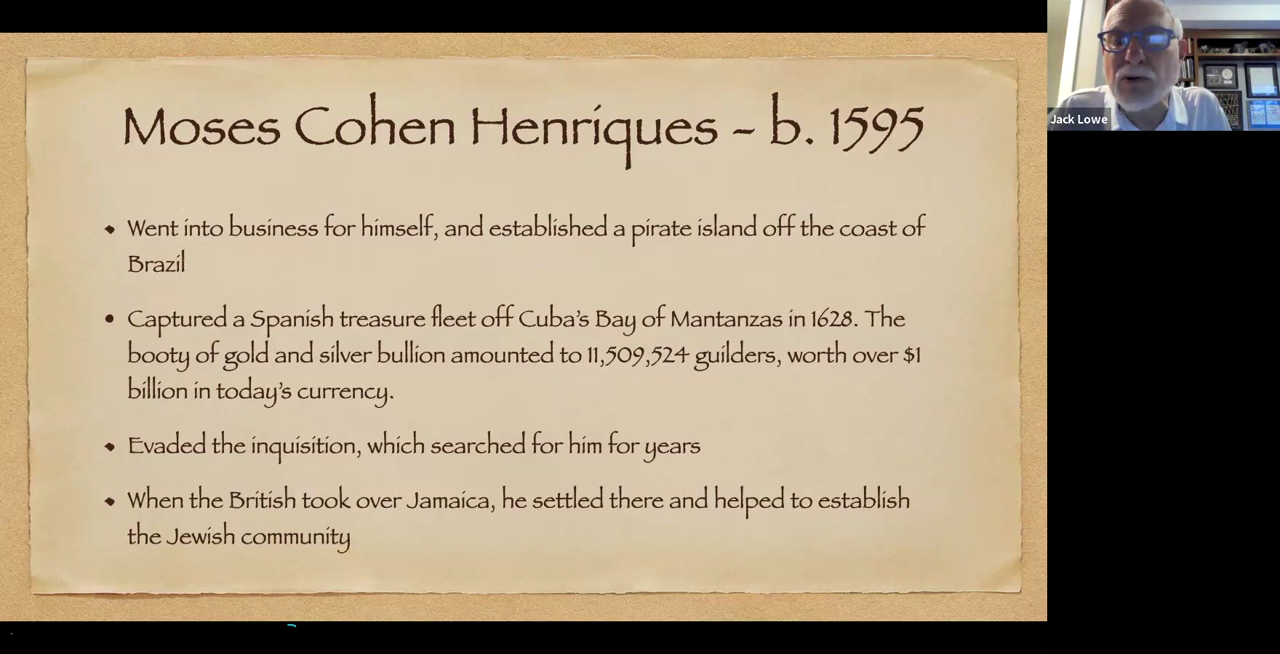 Moses Cohen Henriques - b. 1595
• Went into business for himself, and established a pirate island off the coast of
Brazil
• Captured a Spanish treasure fleet off Cuba's Bay of Mantanzas in 1628. The
booty of gold and silver bullion amounted to 11,509,524 guilders, worth over $1
billion in today's currency.
• Evaded the inquisition, which searched for him for years
• When the British took over Jamaica, he settled there and helped to establish
the Jewish community
Jack Lowe